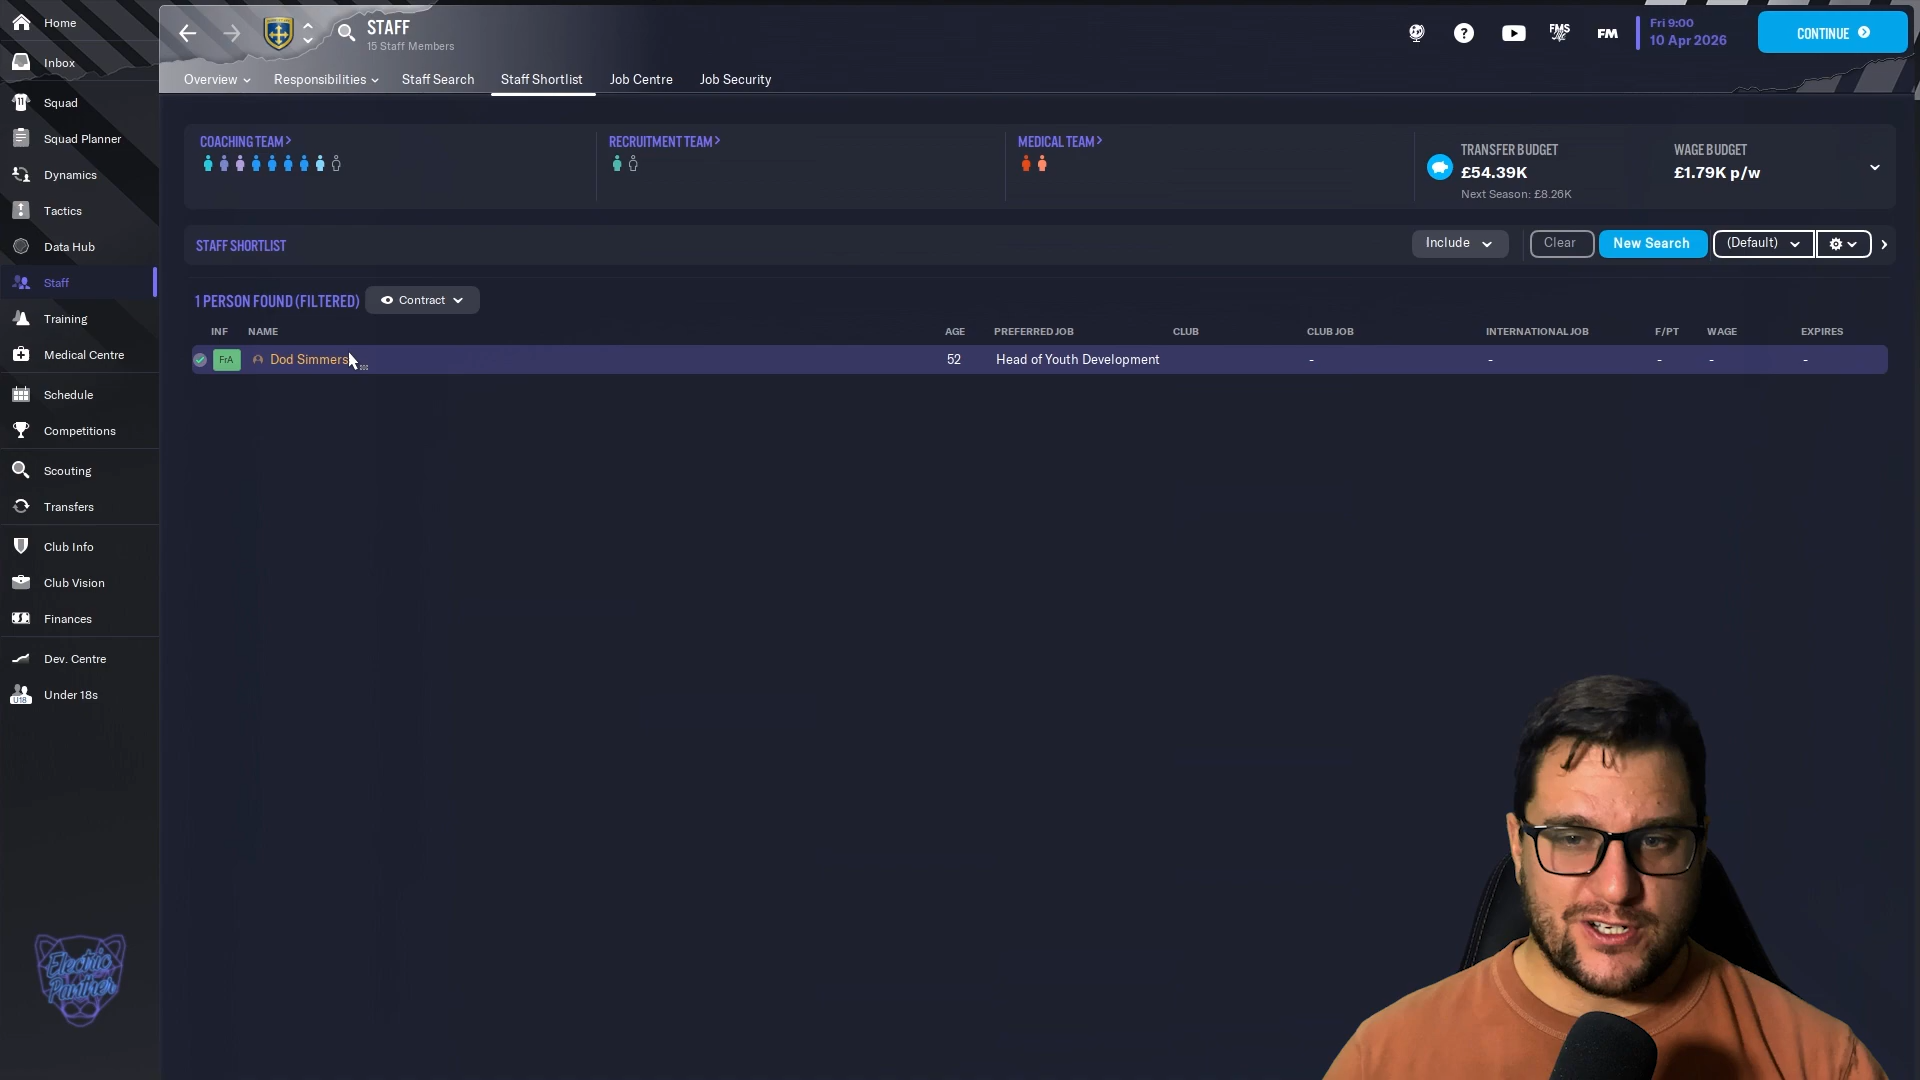 Home
Inbox
Squad
Squad Planner
Dynamics
Tactics
Data Hub
Staff
Training
Medical Centre
Schedule
Competitions
Scouting
Transfers
Club Info
Club Vision
Finances
Dev. Centre
U18
Under 18s
Electric
Panther
STAFF
15 Staff Members
FMS
FM
Fri 9:00
10 Apr 2026
CONTINUE
Overview
Responsibilities
Staff Search
Staff Shortlist
Job Centre
Job Security
COACHING TEAM >
RECRUITMENT TEAM >
MEDICAL TEAM >
TRANSFER BUDGET
£54.39K
Next Season: £8.26K
WAGE BUDGET
£1.79K p/w
STAFF SHORTLIST
Include
Clear
New Search
(Default)
1 PERSON FOUND (FILTERED)
Contract
INF NAME AGE PREFERRED JOB CLUB CLUB JOB INTERNATIONAL JOB F/PT WAGE EXPIRES
FrA Dod Simmers 52 Head of Youth Development - - - - -